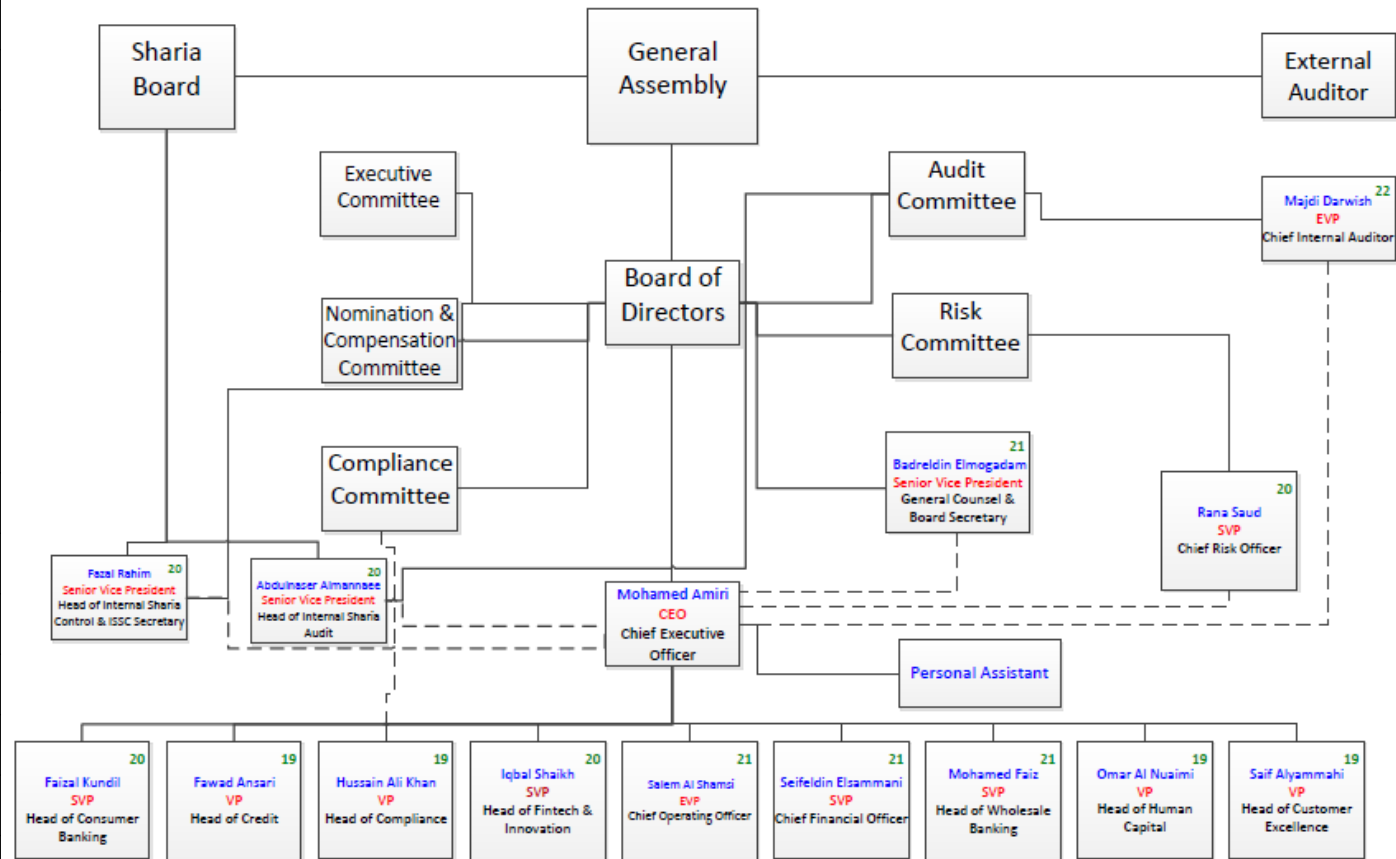 Sharia
Board
General
Assembly
External
Auditor
Executive
Committee
Audit
Committee
22
Majdi Darwish
EVP
Chief Internal Auditor
Board of
Directors
Nomination &
Compensation
Committee
Risk
Committee
Compliance
Committee
21
Badreldin Elmogadam
Senior Vice President
General Counsel &
Board Secretary
20
Rana Saud
SVP
Chief Risk Officer
20
Fazal Rahim
Senior Vice President
Head of Internal Sharia
Control & ISSC Secretary
20
Abdulnaser Almannaee
Senior Vice President
Head of Internal Sharia
Audit
Mohamed Amiri
CEO
Chief Executive
Officer
Personal Assistant
20
Faizal Kundil
SVP
Head of Consumer
Banking
19
Fawad Ansari
VP
Head of Credit
19
Hussain Ali Khan
VP
Head of Compliance
20
Iqbal Shaikh
SVP
Head of Fintech &
Innovation
21
Salem Al Shamsi
EVP
Chief Operating Officer
21
Seifeldin Elsammani
SVP
Chief Financial Officer
21
Mohamed Faiz
SVP
Head of Wholesale
Banking
19
Omar Al Nuaimi
VP
Head of Human
Capital
19
Saif Alyammahi
VP
Head of Customer
Excellence